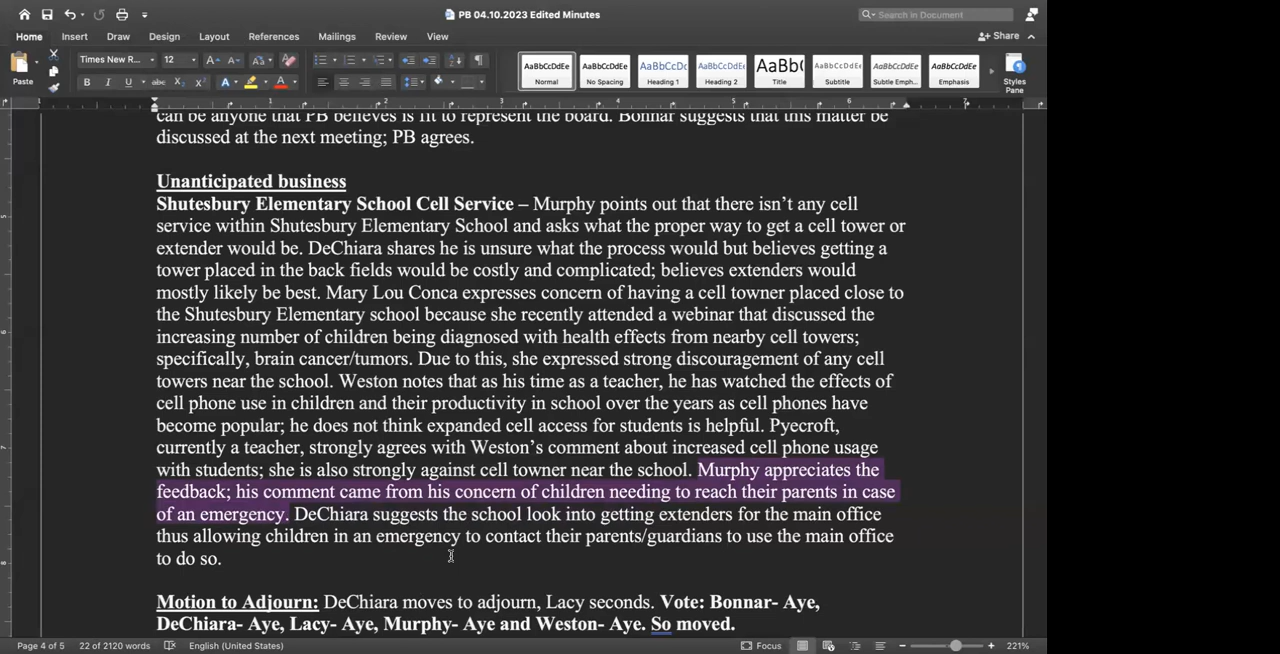 PB 04.10.2023 Edited Minutes
Search in Document
Home Insert Draw Design Layout References Mailings Review View
Share
Paste
Times New R... 12
AaBbCcDdEe AaBbCcDdEe AaBbCcDc AaBbCcDdEe AaBb( AaBbCcDdEe AaBbCcDdEe AaBbCcDdEe
Normal No Spacing Heading 1 Heading 2 Title Subtitle Subtle Emph... Emphasis
Styles
Pane
1 2 3 4 5 6 7
can be anyone that PB believes is fit to represent the board. Bonnar suggests that this matter be
discussed at the next meeting; PB agrees.
Unanticipated business
Shutesbury Elementary School Cell Service – Murphy points out that there isn't any cell
service within Shutesbury Elementary School and asks what the proper way to get a cell tower or
extender would be. DeChiara shares he is unsure what the process would but believes getting a
tower placed in the back fields would be costly and complicated; believes extenders would
mostly likely be best. Mary Lou Conca expresses concern of having a cell towner placed close to
the Shutesbury Elementary school because she recently attended a webinar that discussed the
increasing number of children being diagnosed with health effects from nearby cell towers;
specifically, brain cancer/tumors. Due to this, she expressed strong discouragement of any cell
towers near the school. Weston notes that as his time as a teacher, he has watched the effects of
cell phone use in children and their productivity in school over the years as cell phones have
become popular; he does not think expanded cell access for students is helpful. Pyecroft,
currently a teacher, strongly agrees with Weston's comment about increased cell phone usage
with students; she is also strongly against cell towner near the school. Murphy appreciates the
feedback; his comment came from his concern of children needing to reach their parents in case
of an emergency. DeChiara suggests the school look into getting extenders for the main office
thus allowing children in an emergency to contact their parents/guardians to use the main office
to do so.
Motion to Adjourn: DeChiara moves to adjourn, Lacy seconds. Vote: Bonnar- Aye,
DeChiara- Aye, Lacy- Aye, Murphy- Aye and Weston- Aye. So moved.
Page 4 of 5 22 of 2120 words English (United States) Focus 221%